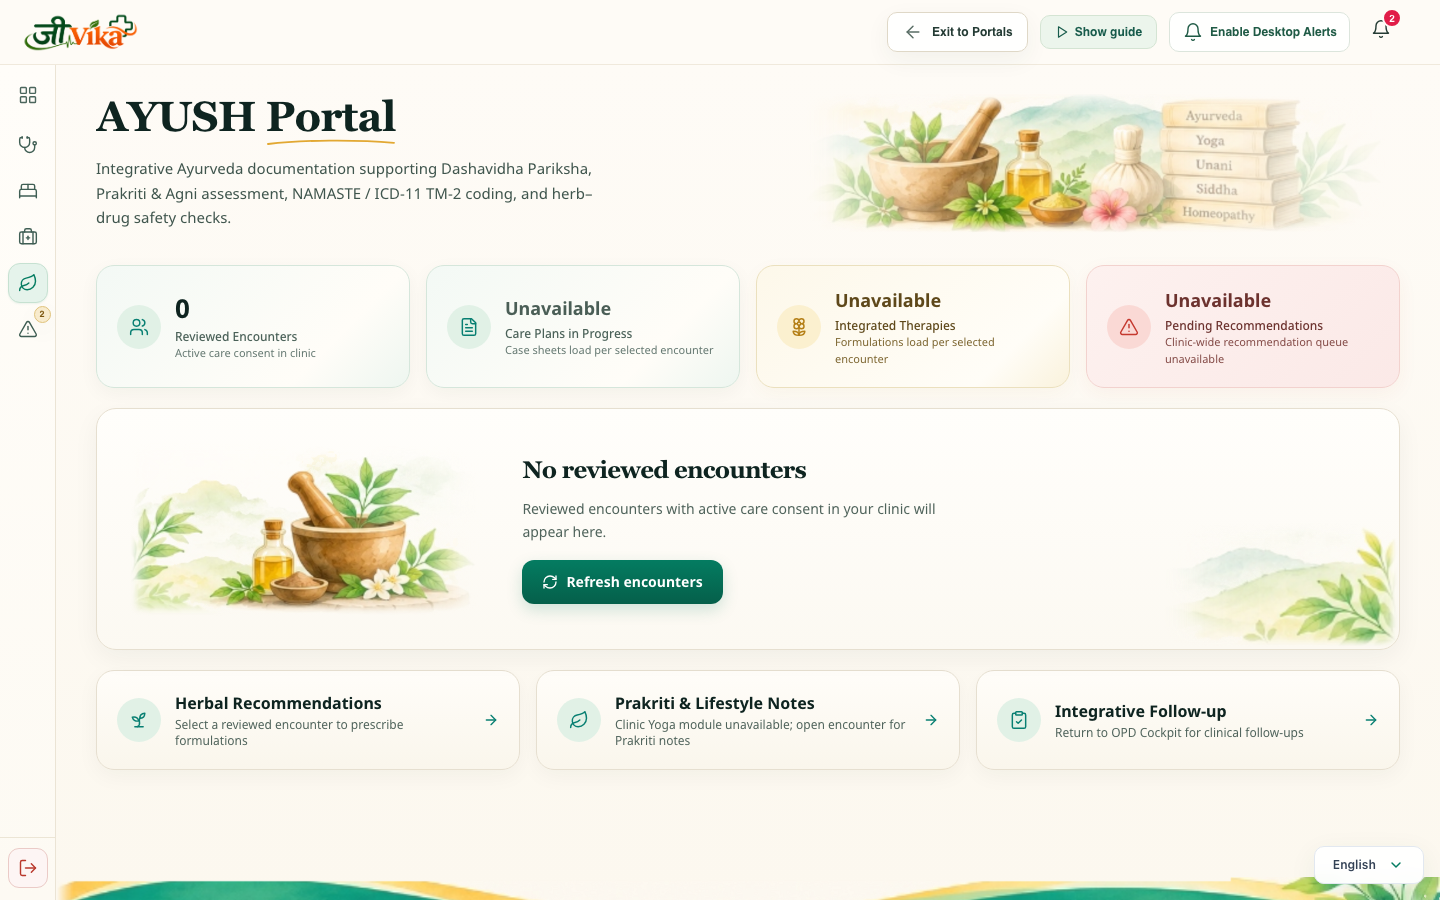 जीVika
Exit to Portals
Show guide
Enable Desktop Alerts
2
2
AYUSH Portal
Integrative Ayurveda documentation supporting Dashavidha Pariksha,
Prakriti & Agni assessment, NAMASTE / ICD-11 TM-2 coding, and herb–
drug safety checks.
Ayurveda
Yoga
Unani
Siddha
Homeopathy
0
Reviewed Encounters
Active care consent in clinic
Unavailable
Care Plans in Progress
Case sheets load per selected encounter
Unavailable
Integrated Therapies
Formulations load per selected
encounter
Unavailable
Pending Recommendations
Clinic-wide recommendation queue
unavailable
No reviewed encounters
Reviewed encounters with active care consent in your clinic will
appear here.
Refresh encounters
Herbal Recommendations
Select a reviewed encounter to prescribe
formulations
Prakriti & Lifestyle Notes
Clinic Yoga module unavailable; open encounter for
Prakriti notes
Integrative Follow-up
Return to OPD Cockpit for clinical follow-ups
English